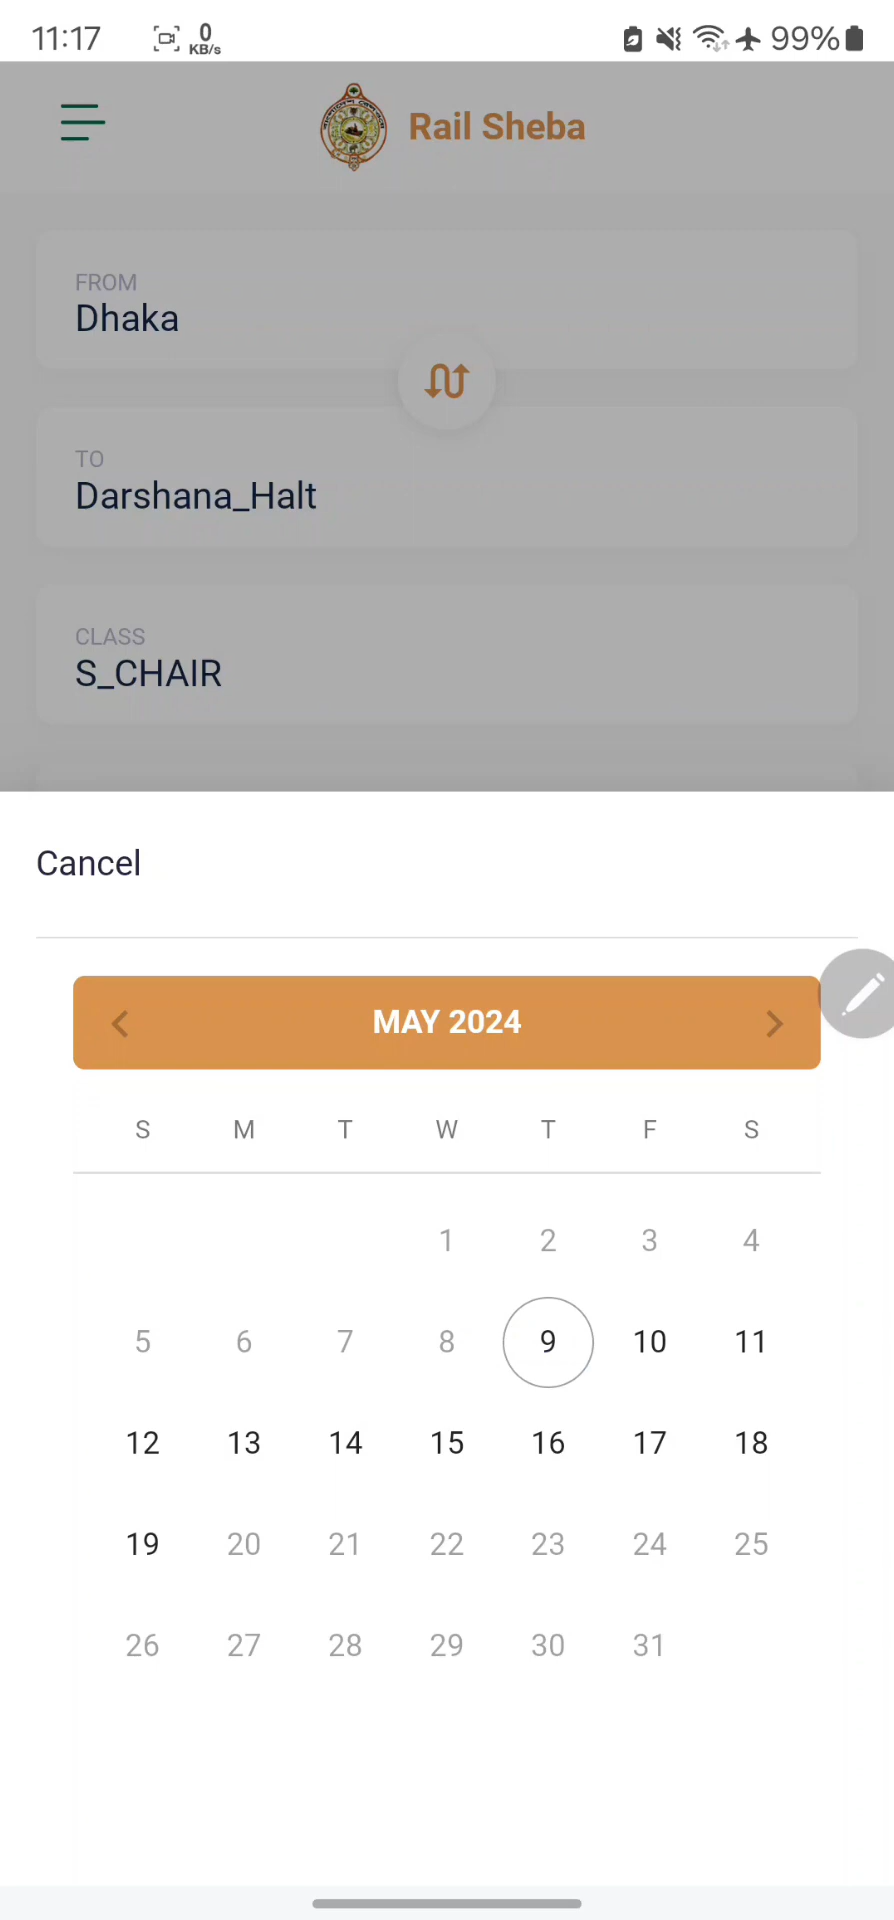 11:17 0 KB/s 99%
Rail Sheba
FROM
Dhaka
TO
Darshana_Halt
CLASS
S_CHAIR
Cancel
MAY 2024
S M T W T F S
1 2 3 4
5 6 7 8 9 10 11
12 13 14 15 16 17 18
19 20 21 22 23 24 25
26 27 28 29 30 31